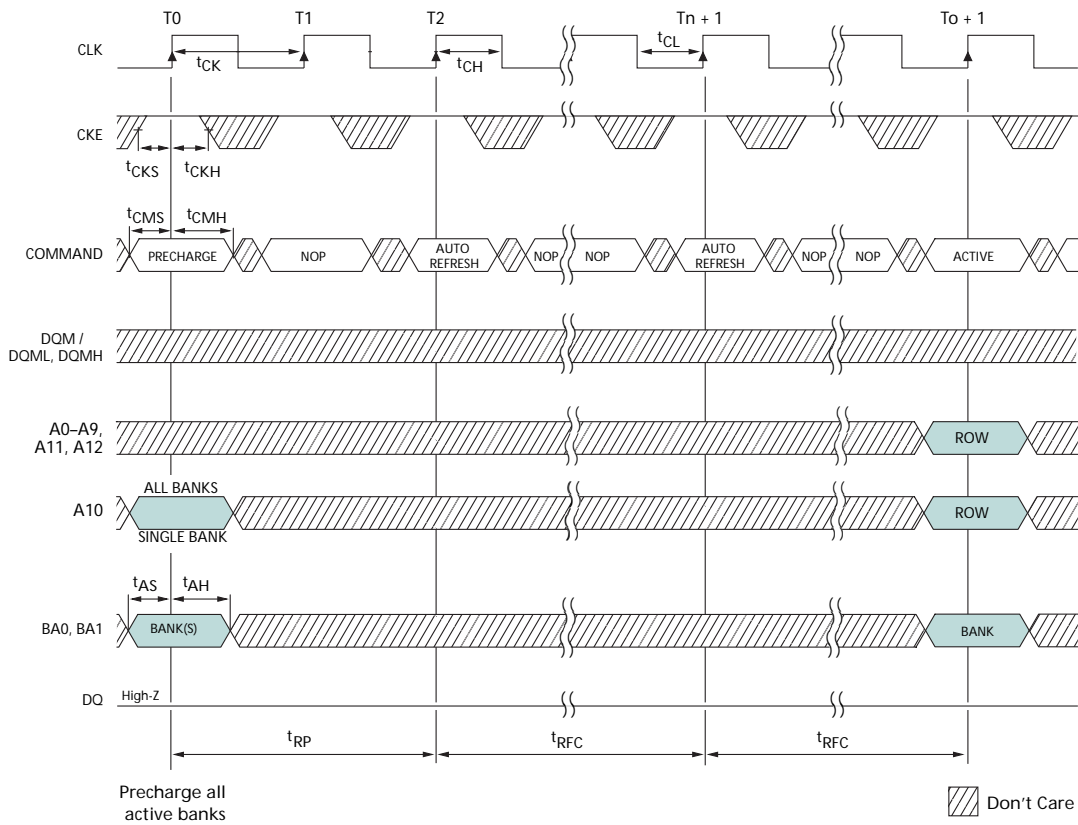 T0 T1 T2 Tn + 1 To + 1
CLK
tCK tCH tCL
CKE
tCKS tCKH
tCMS tCMH
COMMAND PRECHARGE NOP AUTO REFRESH NOP NOP AUTO REFRESH NOP NOP ACTIVE
DQM /
DQML, DQMH
A0–A9,
A11, A12 ROW
ALL BANKS
A10 ROW
SINGLE BANK
tAS tAH
BA0, BA1 BANK(S) BANK
DQ High-Z
tRP tRFC tRFC
Precharge all
active banks
Don't Care